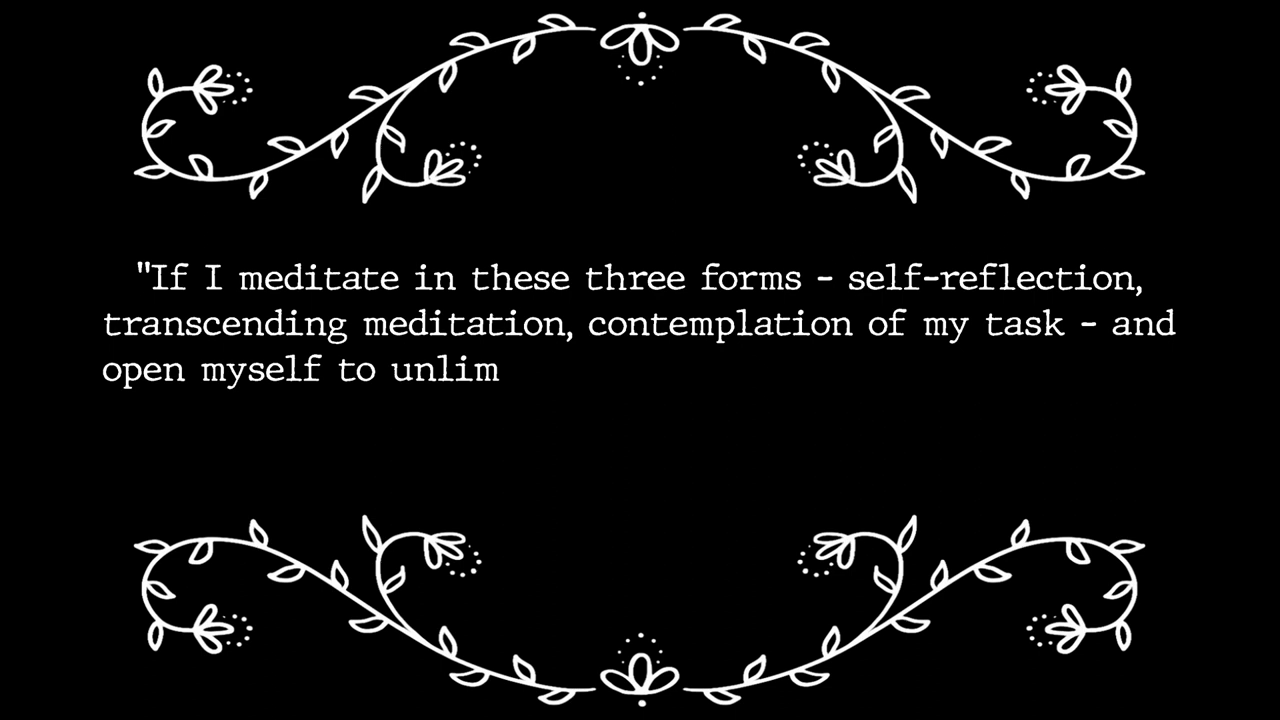 "If I meditate in these three forms - self-reflection,
transcending meditation, contemplation of my task - and
open myself to unlim